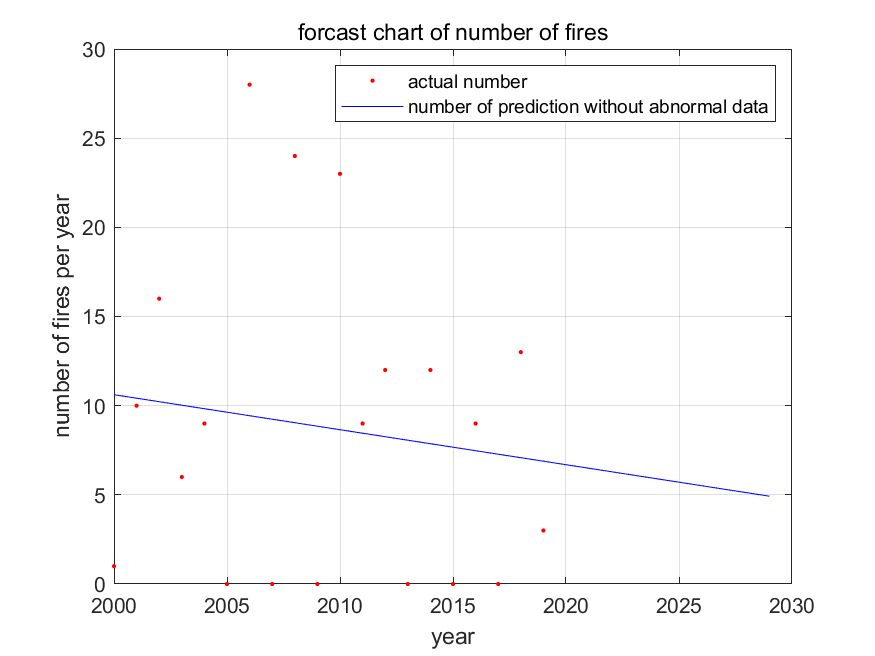 forcast chart of number of fires
actual number
number of prediction without abnormal data
number of fires per year
30
25
20
15
10
5
0
2000 2005 2010 2015 2020 2025 2030
year